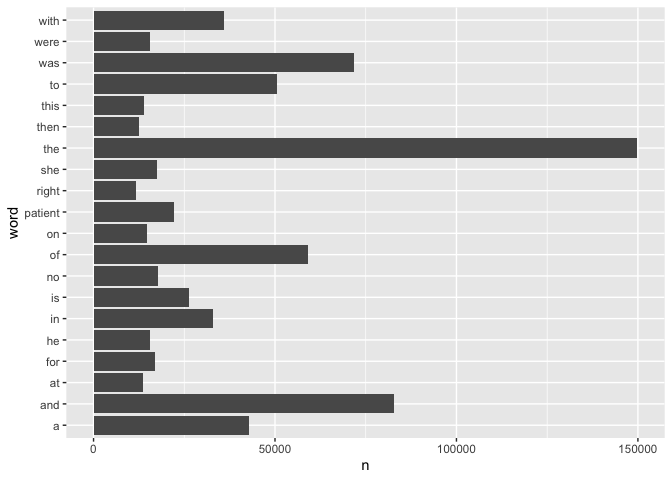 with
were
was
to
this
then
the
she
right
patient
on
of
no
is
in
he
for
at
and
a
word
0 50000 100000 150000
n